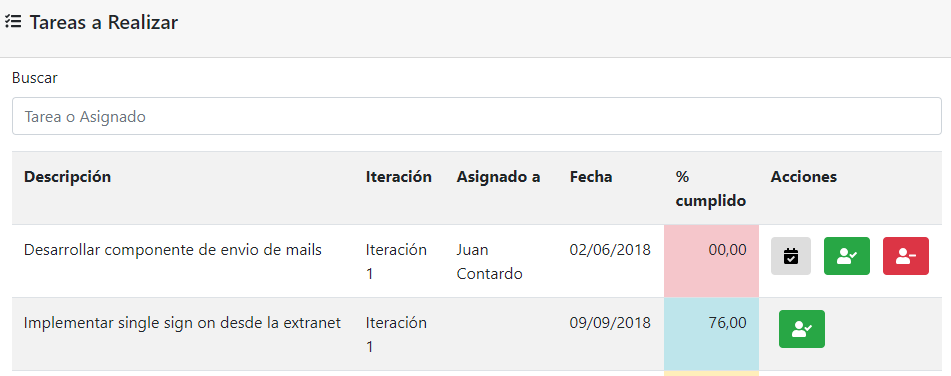 Tareas a Realizar
Buscar
Tarea o Asignado
Descripción Iteración Asignado a Fecha % cumplido Acciones
Desarrollar componente de envio de mails Iteración 1 Juan Contardo 02/06/2018 00,00
Implementar single sign on desde la extranet Iteración 1 09/09/2018 76,00